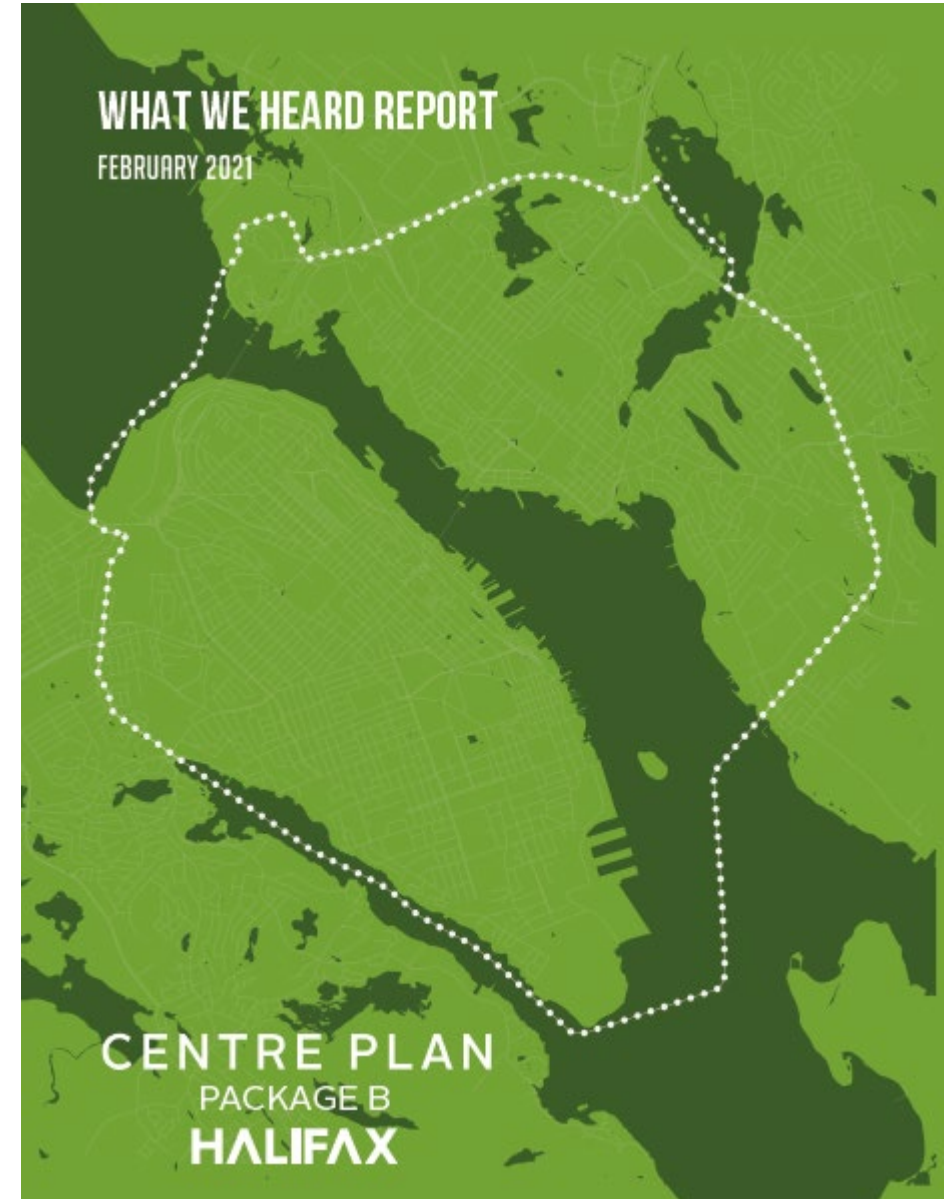 WHAT WE HEARD REPORT
FEBRUARY 2021
CENTRE PLAN
PACKAGE B
HALIFAX